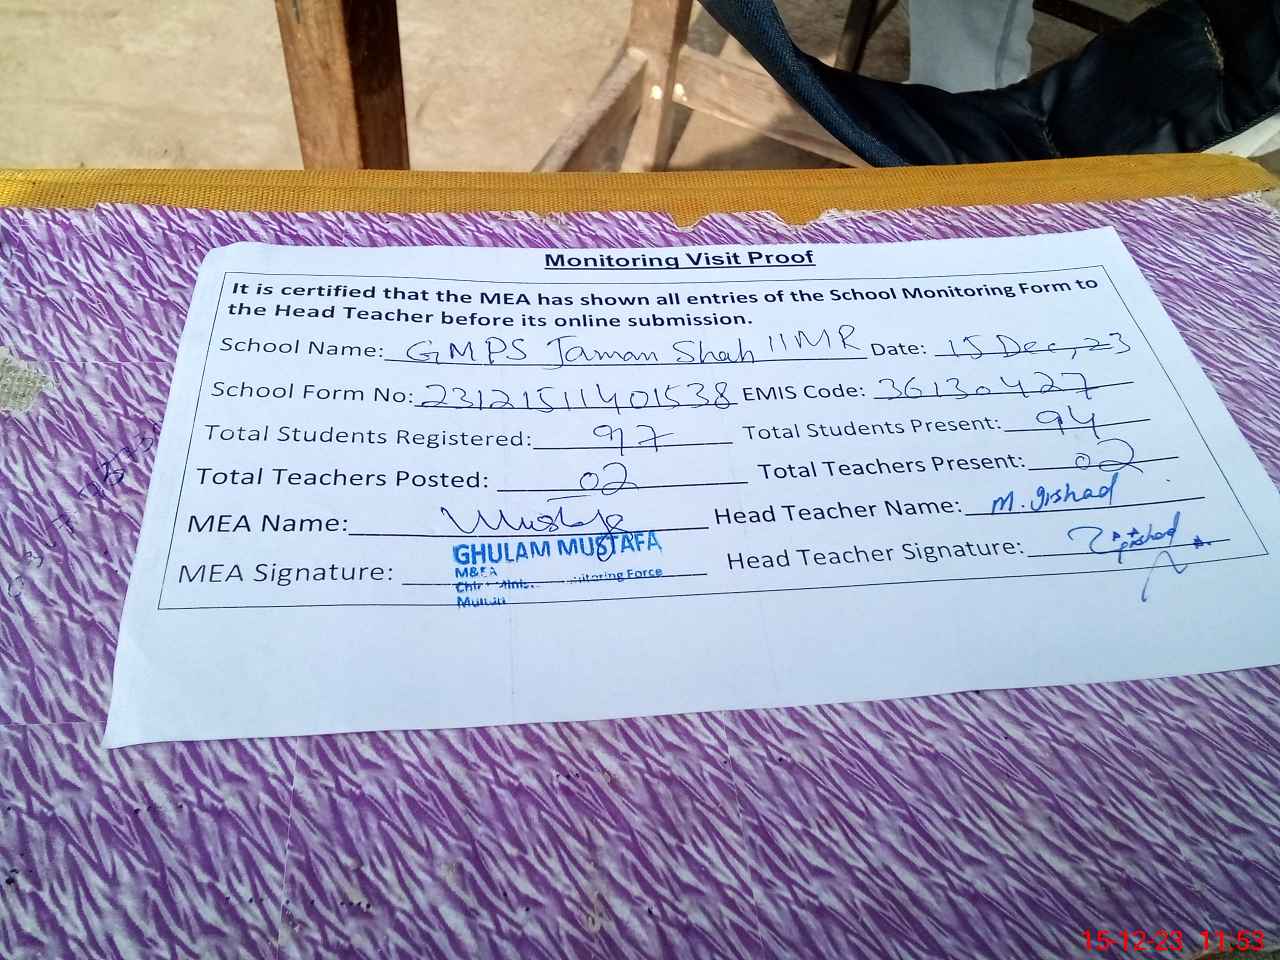 Monitoring Visit Proof
It is certified that the MEA has shown all entries of the School Monitoring Form to
the Head Teacher before its online submission.
School Name: GMPS Jaman Shah 11MR Date: 15 Dec, 23
School Form No: 23121511401538 EMIS Code: 36130427
Total Students Registered: 97 Total Students Present: 94
Total Teachers Posted: 02 Total Teachers Present: 02
MEA Name: Head Teacher Name: M. Irshad
GHULAM MUSTAFA
M&EA
MEA Signature: Head Teacher Signature:
Monitoring Force
Multan
15-12-23 11:53